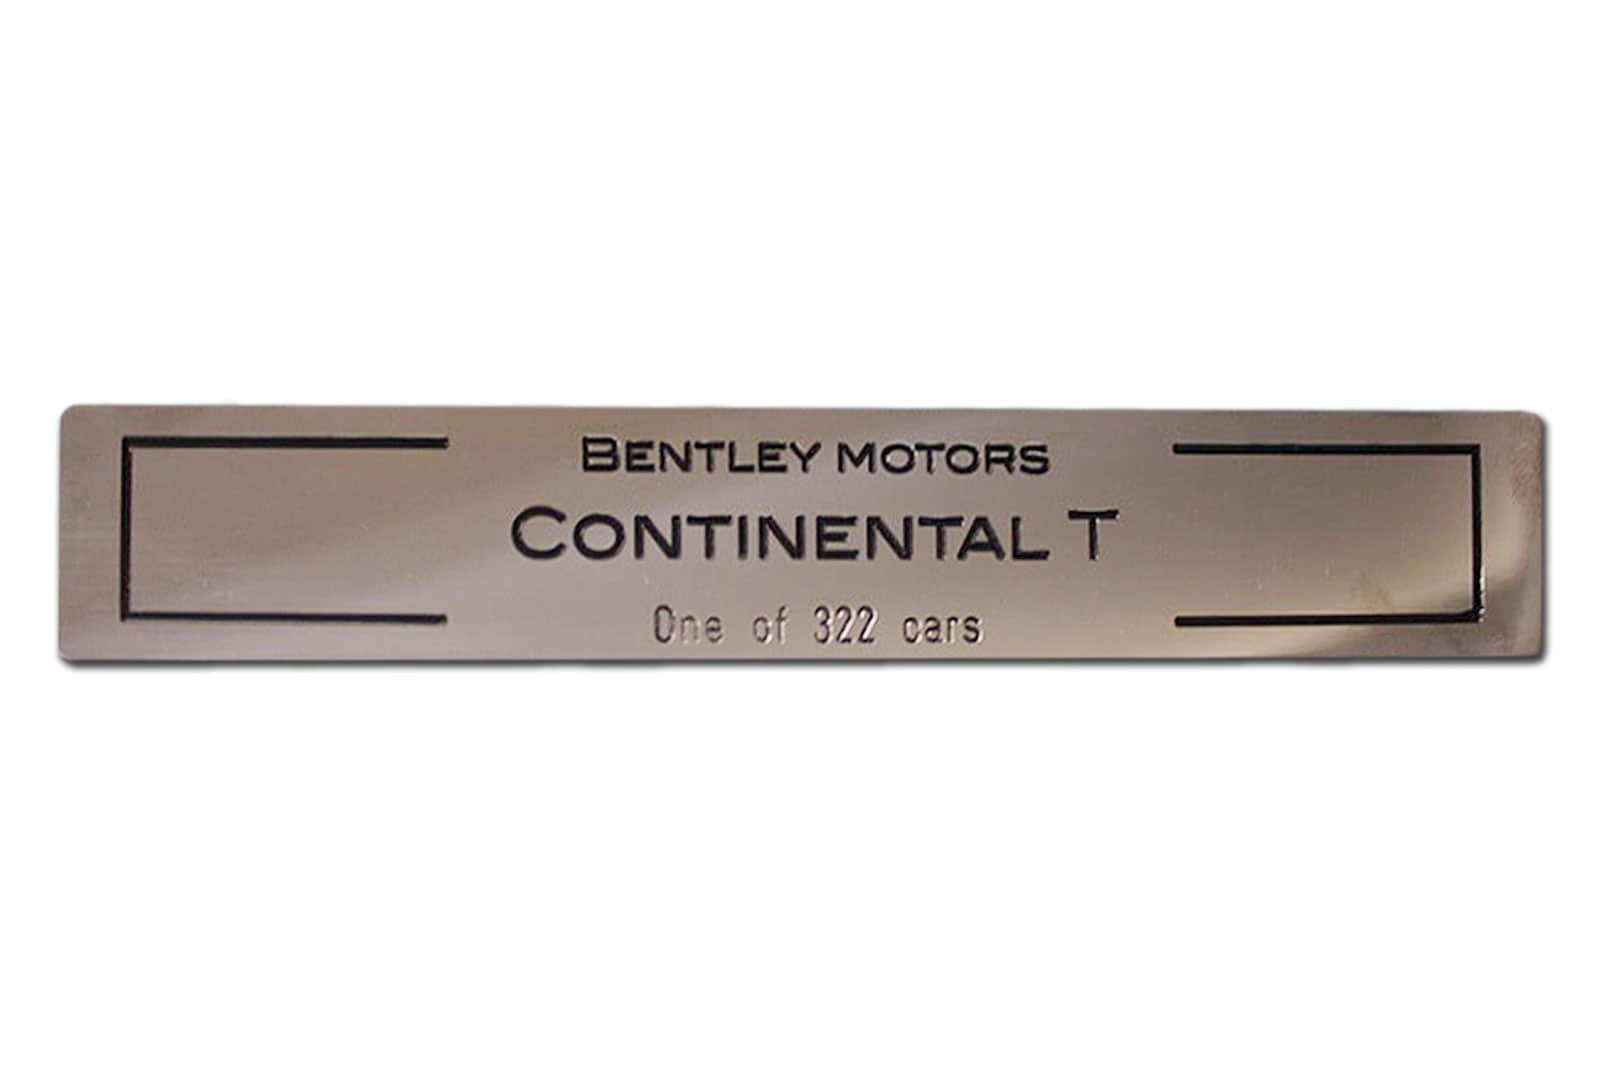 BENTLEY MOTORS
CONTINENTAL T
One of 322 cars